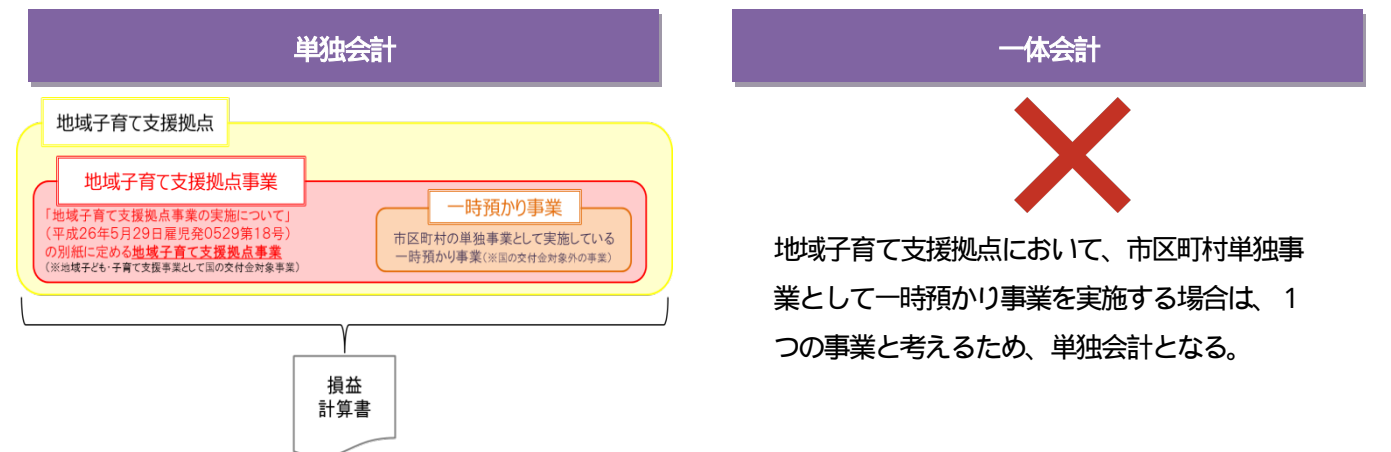 単独会計
地域子育て支援拠点
地域子育て支援拠点事業
「地域子育て支援拠点事業の実施について」
（平成26年5月29日雇児発0529第18号）
の別紙に定める地域子育て支援拠点事業
（※地域子ども・子育て支援事業として国の交付金対象事業）
一時預かり事業
市区町村の単独事業として実施している
一時預かり事業（※国の交付金対象外の事業）
損益
計算書
一体会計
地域子育て支援拠点において、市区町村単独事
業として一時預かり事業を実施する場合は、1
つの事業と考えるため、単独会計となる。